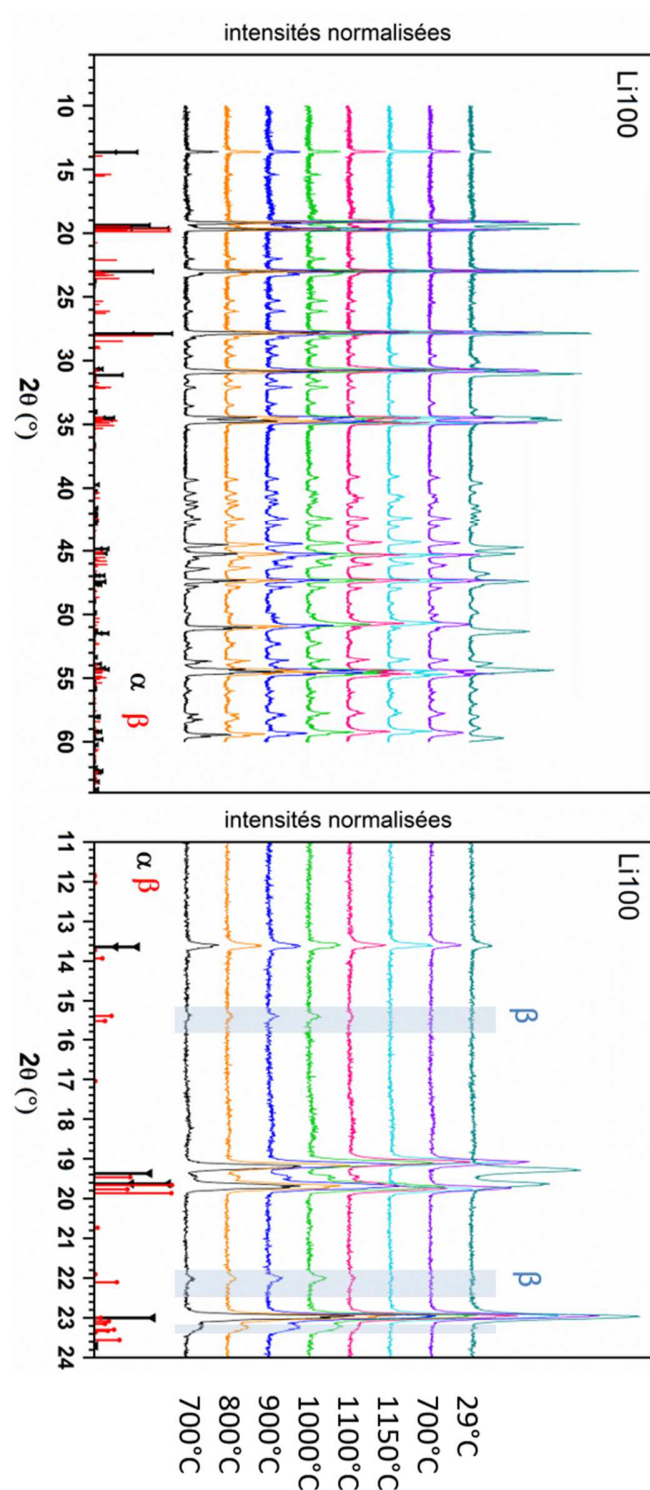 intensités normalisées
Li100
10
15
20
25
30
35
40
45
50
55
60
2θ (°)
α
β
intensités normalisées
Li100
11
12
13
14
15
16
17
18
19
20
21
22
23
24
2θ (°)
α β
β
β
29°C
700°C
1150°C
1100°C
1000°C
900°C
800°C
700°C